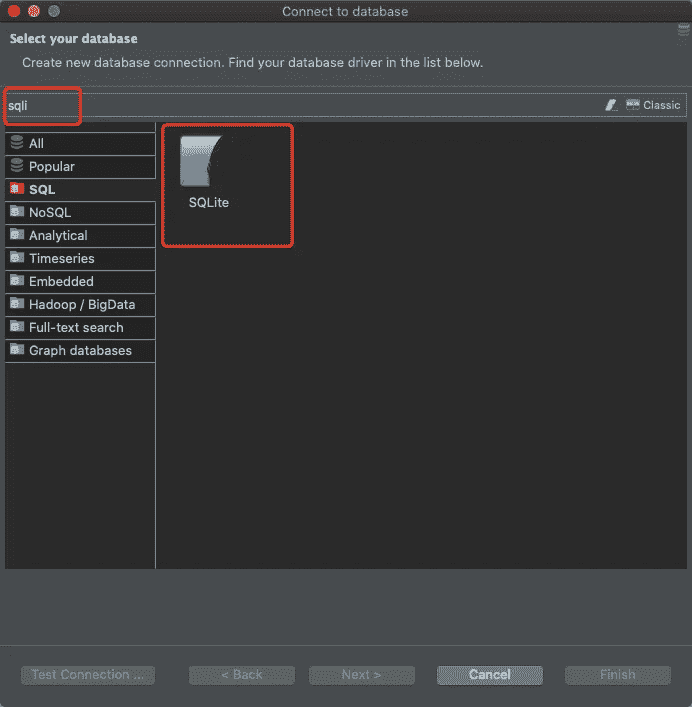 Connect to database
Select your database
Create new database connection. Find your database driver in the list below.
sqli
Classic
All
Popular
SQL
NoSQL
Analytical
Timeseries
Embedded
Hadoop / BigData
Full-text search
Graph databases
SQLite
Test Connection ...
< Back
Next >
Cancel
Finish